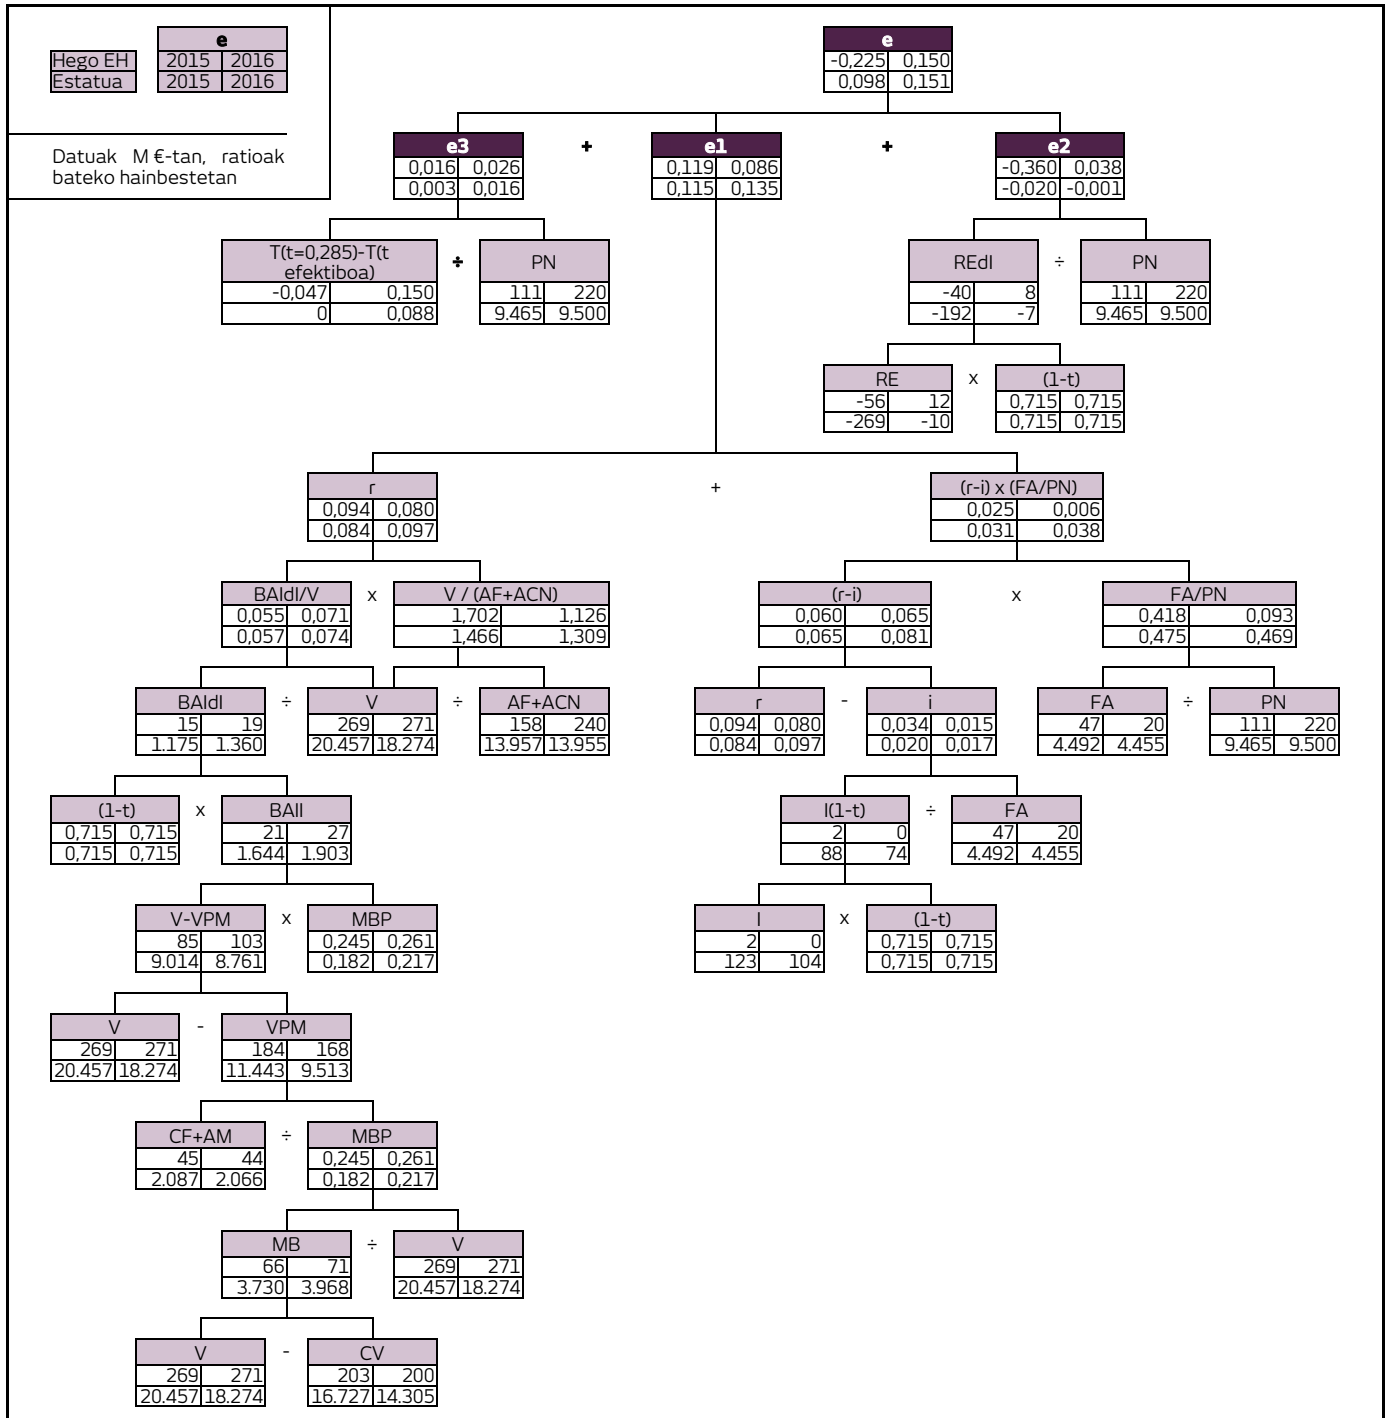 e
Hego EH 2015 2016
Estatua 2015 2016
Datuak M €-tan, ratioak
bateko hainbestetan
e
-0,225 0,150
0,098 0,151
e3 + e1 + e2
0,016 0,026 0,119 0,086 -0,360 0,038
0,003 0,016 0,115 0,135 -0,020 -0,001
T(t=0,285)-T(t
efektiboa) ÷ PN REdI ÷ PN
-0,047 0,150 111 220 -40 8 111 220
0 0,088 9.465 9.500 -192 -7 9.465 9.500
RE x (1-t)
-56 12 0,715 0,715
-269 -10 0,715 0,715
r + (r-i) x (FA/PN)
0,094 0,080 0,025 0,006
0,084 0,097 0,031 0,038
BAIdI/V x V / (AF+ACN) (r-i) x FA/PN
0,055 0,071 1,702 1,126 0,060 0,065 0,418 0,093
0,057 0,074 1,466 1,309 0,065 0,081 0,475 0,469
BAIdI ÷ V ÷ AF+ACN r - i FA ÷ PN
15 19 269 271 158 240 0,094 0,080 0,034 0,015 47 20 111 220
1.175 1.360 20.457 18.274 13.957 13.955 0,084 0,097 0,020 0,017 4.492 4.455 9.465 9.500
(1-t) x BAII I(1-t) ÷ FA
0,715 0,715 21 27 2 0 47 20
0,715 0,715 1.644 1.903 88 74 4.492 4.455
V-VPM x MBP I x (1-t)
85 103 0,245 0,261 2 0 0,715 0,715
9.014 8.761 0,182 0,217 123 104 0,715 0,715
V - VPM
269 271 184 168
20.457 18.274 11.443 9.513
CF+AM ÷ MBP
45 44 0,245 0,261
2.087 2.066 0,182 0,217
MB ÷ V
66 71 269 271
3.730 3.968 20.457 18.274
V - CV
269 271 203 200
20.457 18.274 16.727 14.305